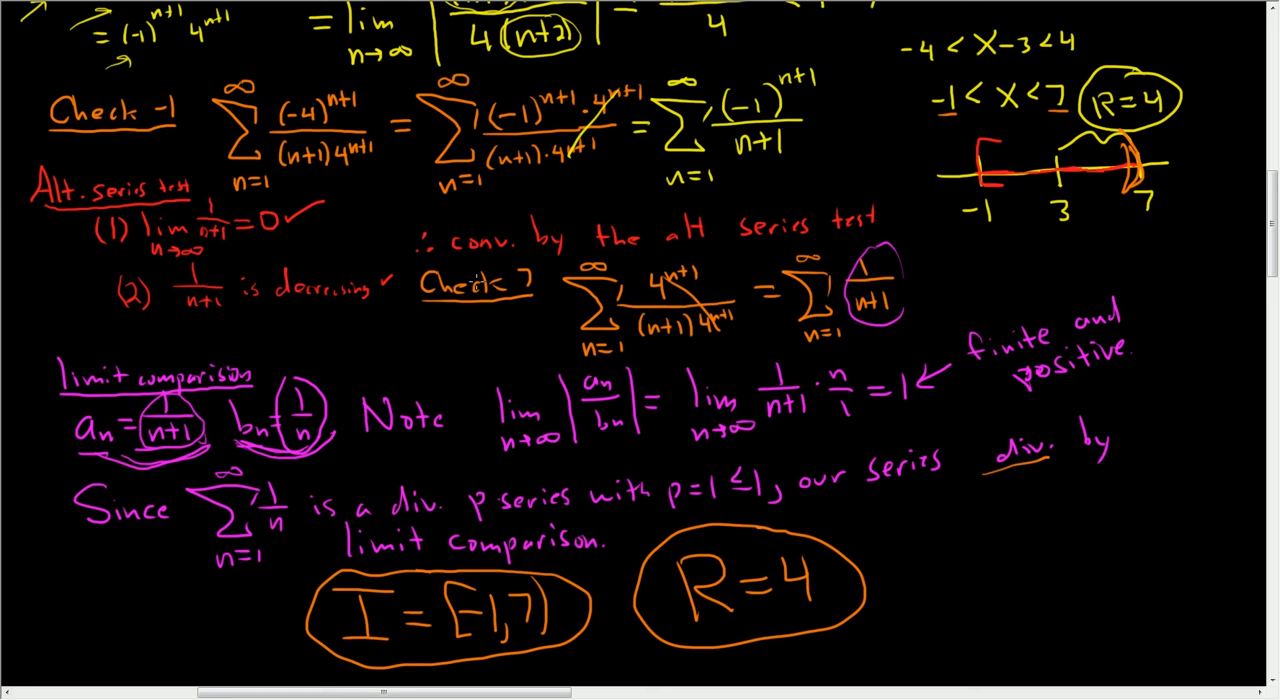 = (-1)^{n+1} 4^{n+1} = lim_{n→∞} | / 4(n+2) | = / 4
-4 < x-3 < 4
-1 < x < 7 R=4
-1 3 7
Check -1 ∑_{n=1}^{∞} (-4)^{n+1} / (n+1)4^{n+1} = ∑_{n=1}^{∞} (-1)^{n+1} · 4^{n+1} / (n+1) · 4^{n+1} = ∑_{n=1}^{∞} (-1)^{n+1} / n+1
Alt. series test
(1) lim_{n→∞} 1/n+1 = 0 ✓
∴ conv. by the alt series test
(2) 1/n+1 is decreasing ✓
Check 7 ∑_{n=1}^{∞} 4^{n+1} / (n+1)4^{n+1} = ∑_{n=1}^{∞} 1/n+1
limit comparison
a_n = 1/n+1 b_n = 1/n Note lim_{n→∞} |a_n/b_n| = lim_{n→∞} 1/n+1 · n/1 = 1 ← finite and
positive.
Since ∑_{n=1}^{∞} 1/n is a div. p-series with p=1 ≤ 1, our series div. by
limit comparison.
I = [-1,7) R=4